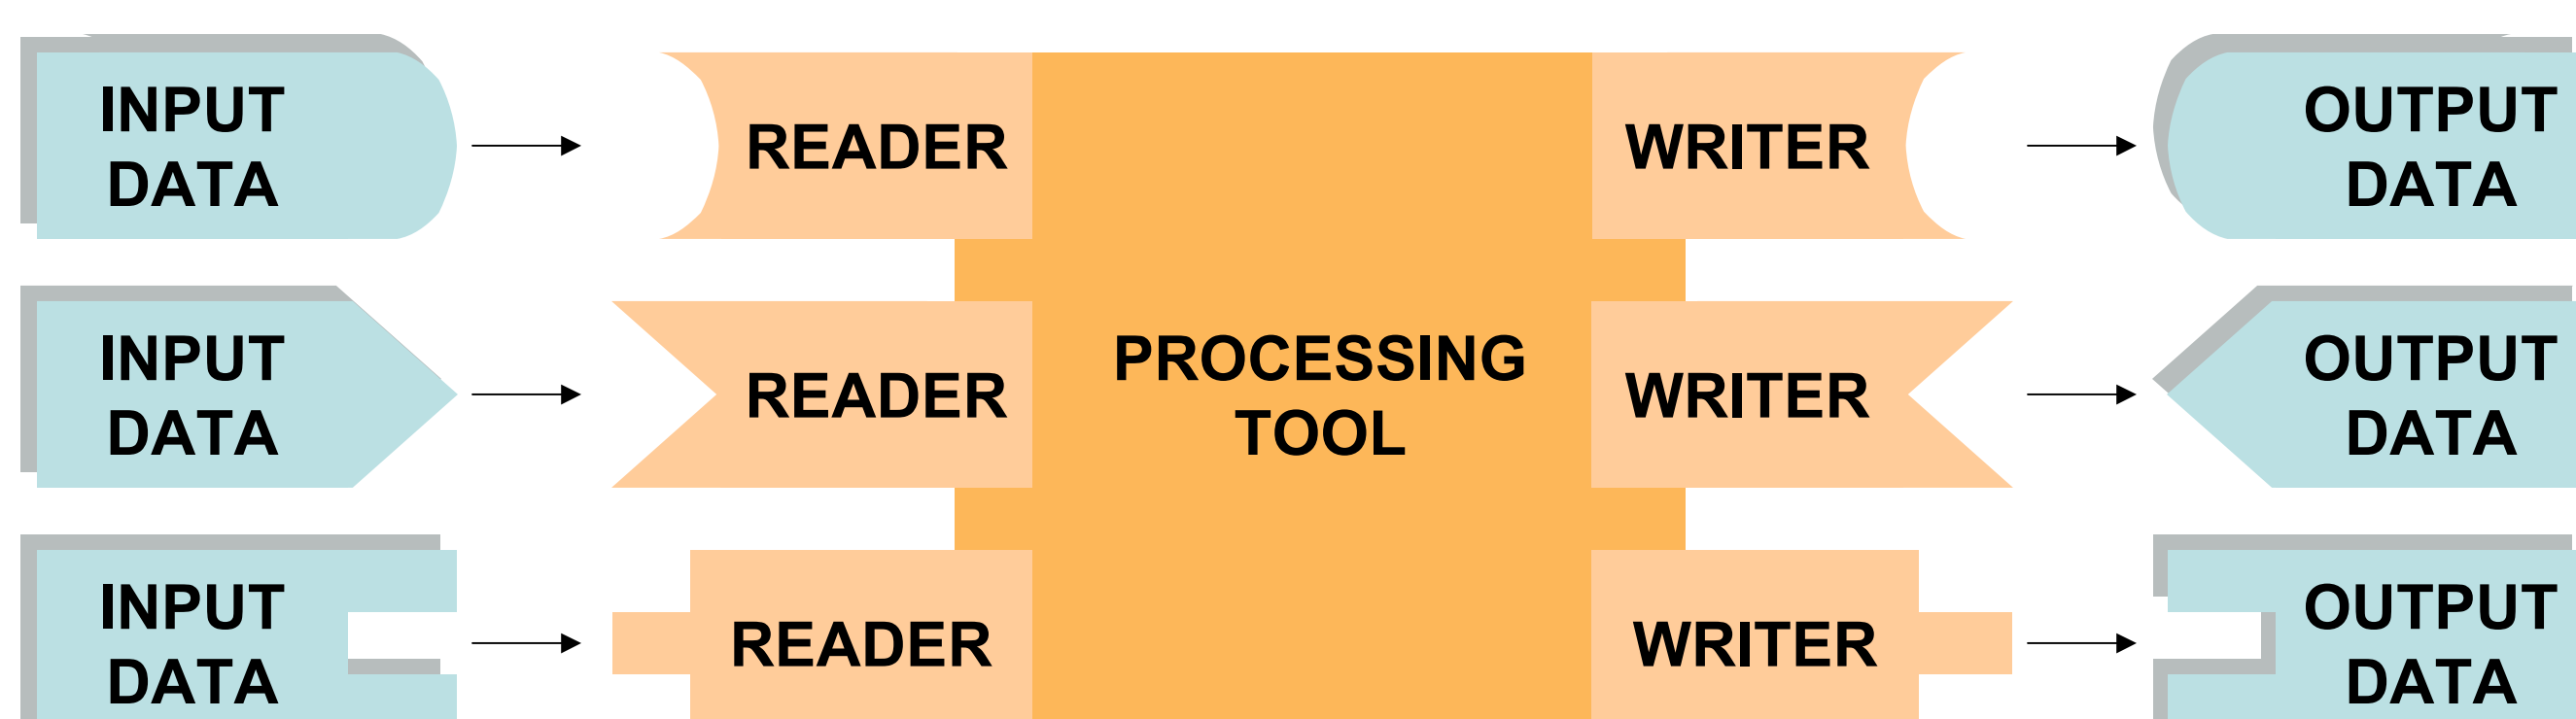 INPUT
DATA
READER
WRITER
OUTPUT
DATA
INPUT
DATA
READER
PROCESSING
TOOL
WRITER
OUTPUT
DATA
INPUT
DATA
READER
WRITER
OUTPUT
DATA